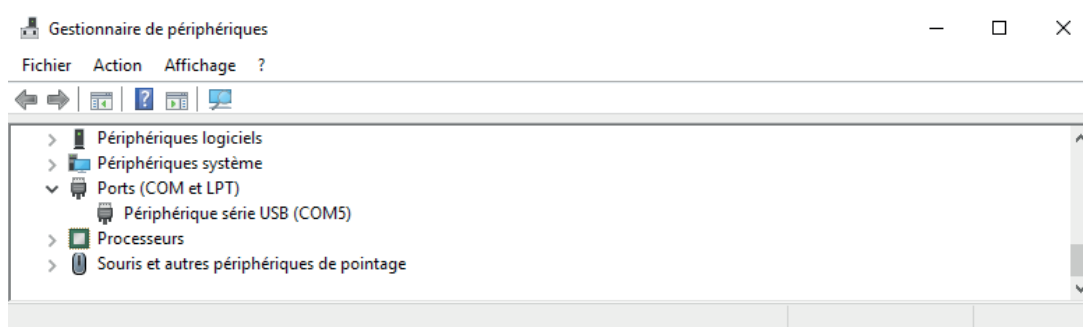 Gestionnaire de périphériques
Fichier Action Affichage ?
Périphériques logiciels
Périphériques système
Ports (COM et LPT)
Périphérique série USB (COM5)
Processeurs
Souris et autres périphériques de pointage